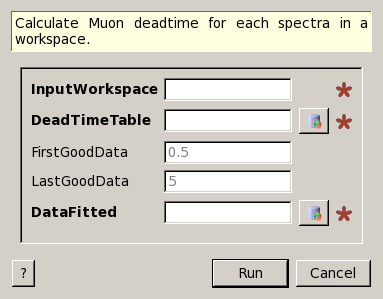 Calculate Muon deadtime for each spectra in a
workspace.
InputWorkspace *
DeadTimeTable *
FirstGoodData 0.5
LastGoodData 5
DataFitted *
? Run Cancel